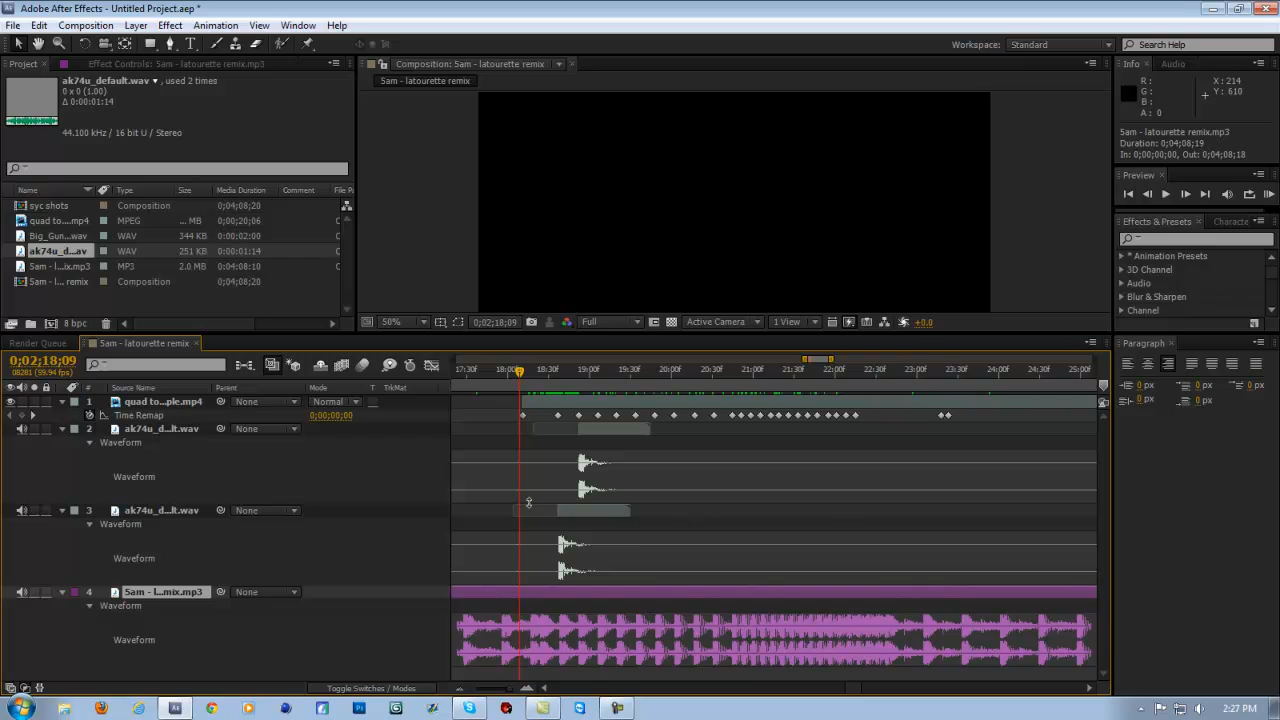 Adobe After Effects - Untitled Project.aep *
File Edit Composition Layer Effect Animation View Window Help
Workspace: Standard Search Help
Project Effect Controls: 5am - latourette remix.mp3
Composition: 5am - latourette remix
Info Audio
5am - latourette remix
ak74u_default.wav , used 2 times
0 x 0 (1.00)
Δ 0:00:01:14
44.100 kHz / 16 bit U / Stereo
R :
G :
B :
A : 0
X : 214
Y : 610
5am - latourette remix.mp3
Duration: 0;04;08;19
In: 0;00;00;00, Out: 0;04;08;18
Preview
Effects & Presets Characte
* Animation Presets
3D Channel
Audio
Blur & Sharpen
Channel
Name Type Size Media Duration Comment File P
syc shots Composition 0;04;08;20
quad to....mp4 MPEG ... MB 0;00;20;06
Big_Gun...wav WAV 344 KB 0:00:01:27
ak74u_d...av WAV 251 KB 0:00:01:14
5am - l...ix.mp3 MP3 2.0 MB 0:04:08:10
5am - l... remix Composition 0;04;08;20
8 bpc
50% 0;02;18;09 Full Active Camera 1 View +0.0
Render Queue 5am - latourette remix
Paragraph
0;02;18;09
08281 (59.94 fps)
17:30f 18:00f 18:30f 19:00f 19:30f 20:00f 20:30f 21:00f 21:30f 22:00f 22:30f 23:00f 23:30f 24:00f 24:30f 25:00f
# Source Name Parent Mode T TrkMat
1 quad to...ple.mp4 None Normal
Time Remap 0;00;00;00
2 ak74u_d...lt.wav None
Waveform
Waveform
3 ak74u_d...lt.wav None
Waveform
Waveform
4 5am - l...mix.mp3 None
Waveform
Waveform
0 px 0 px 0 px
0 px 0 px
Toggle Switches / Modes
2:27 PM